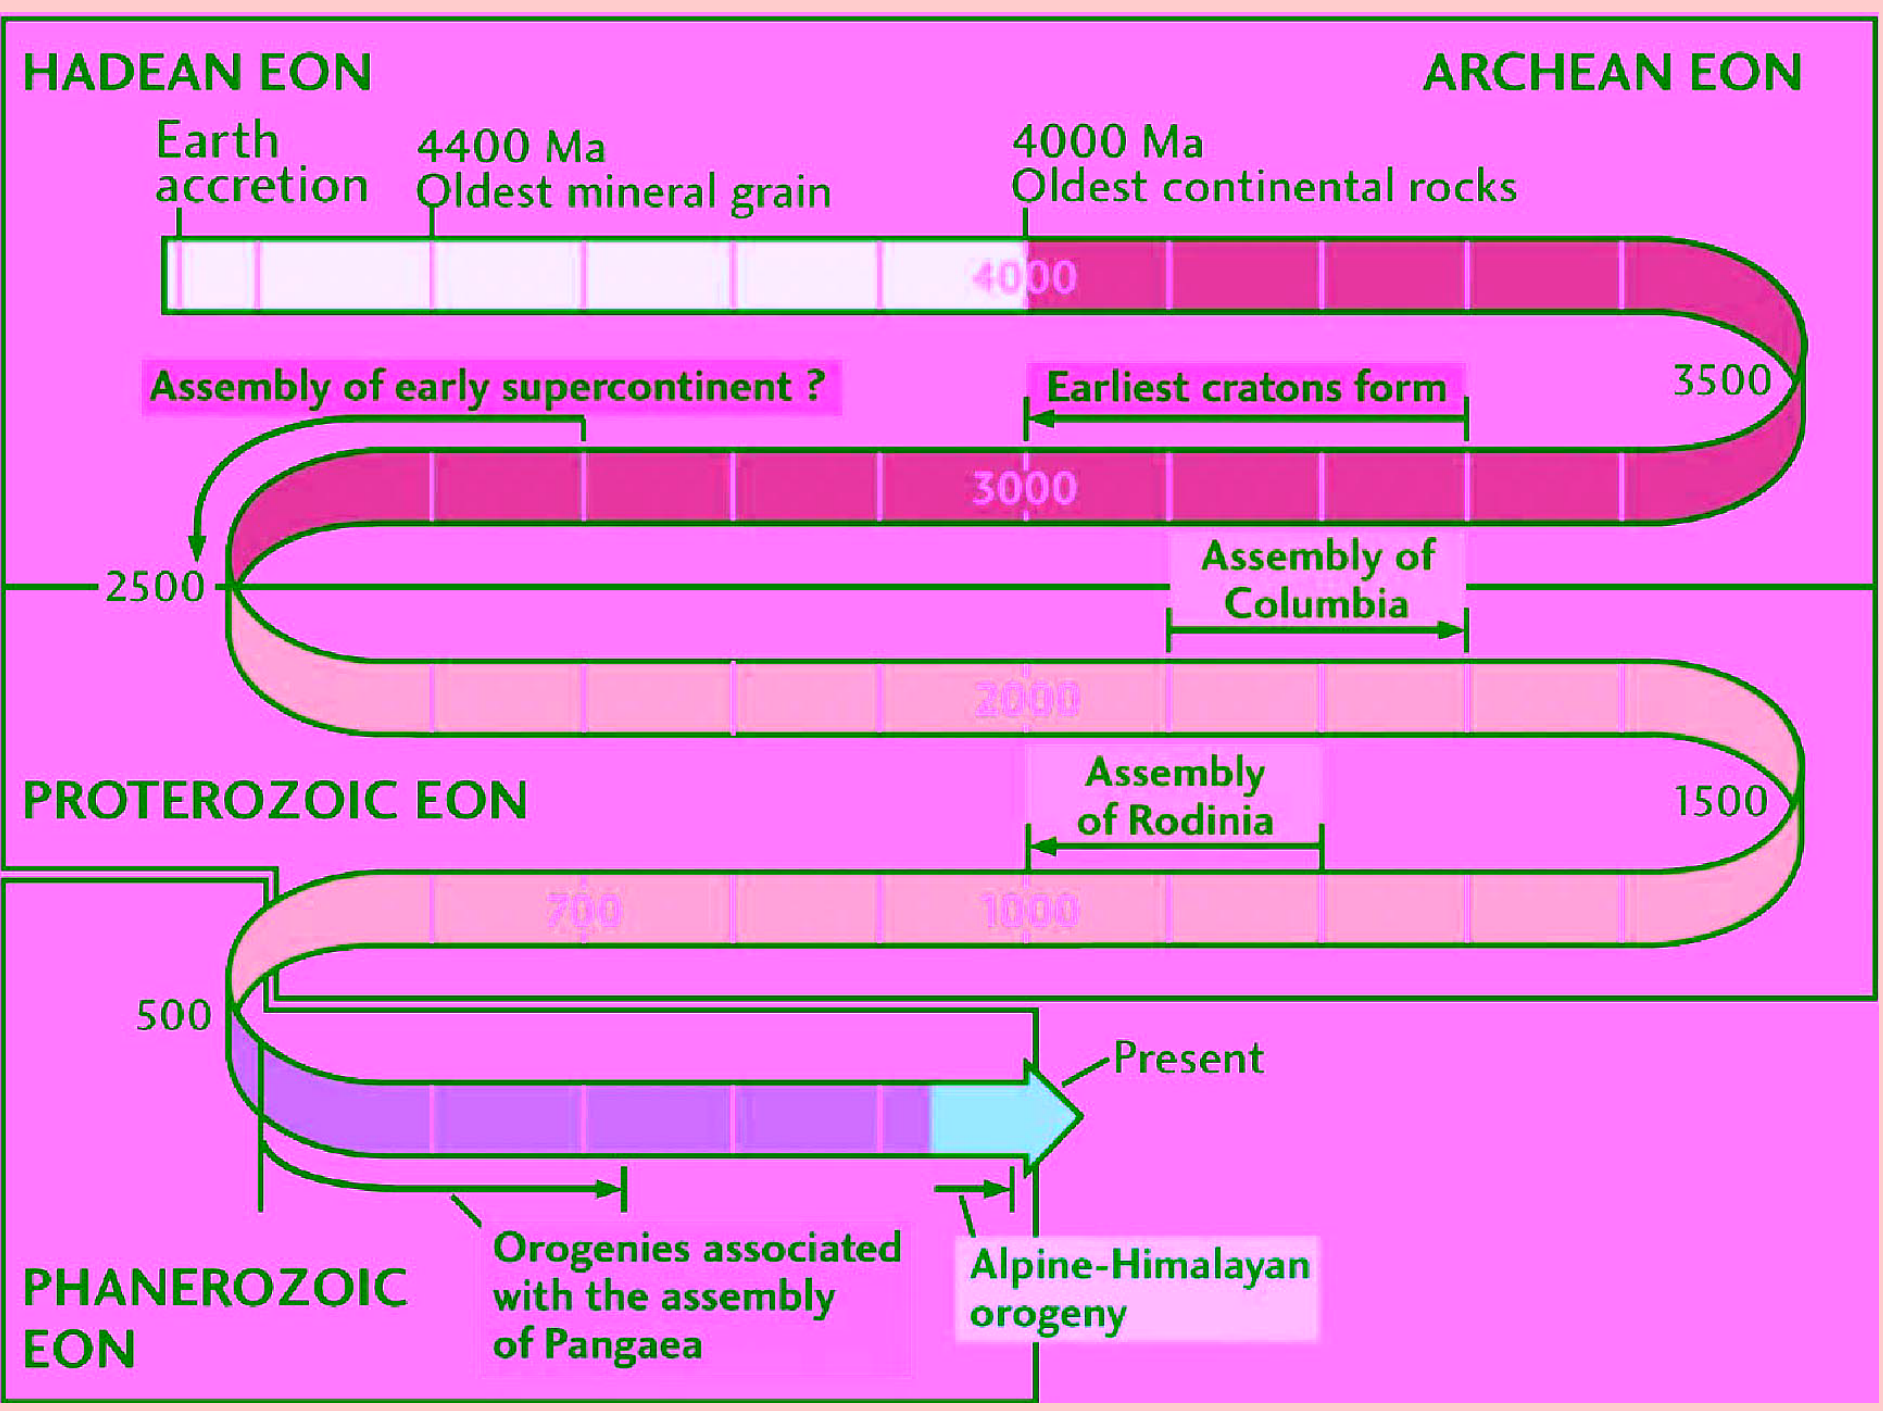 HADEAN EON
ARCHEAN EON
Earth
accretion
4400 Ma
Oldest mineral grain
4000 Ma
Oldest continental rocks
4000
Assembly of early supercontinent ?
Earliest cratons form
3500
3000
Assembly of
Columbia
2500
2000
Assembly
of Rodinia
1500
PROTEROZOIC EON
700
1000
500
Present
Orogenies associated
with the assembly
of Pangaea
Alpine-Himalayan
orogeny
PHANEROZOIC
EON